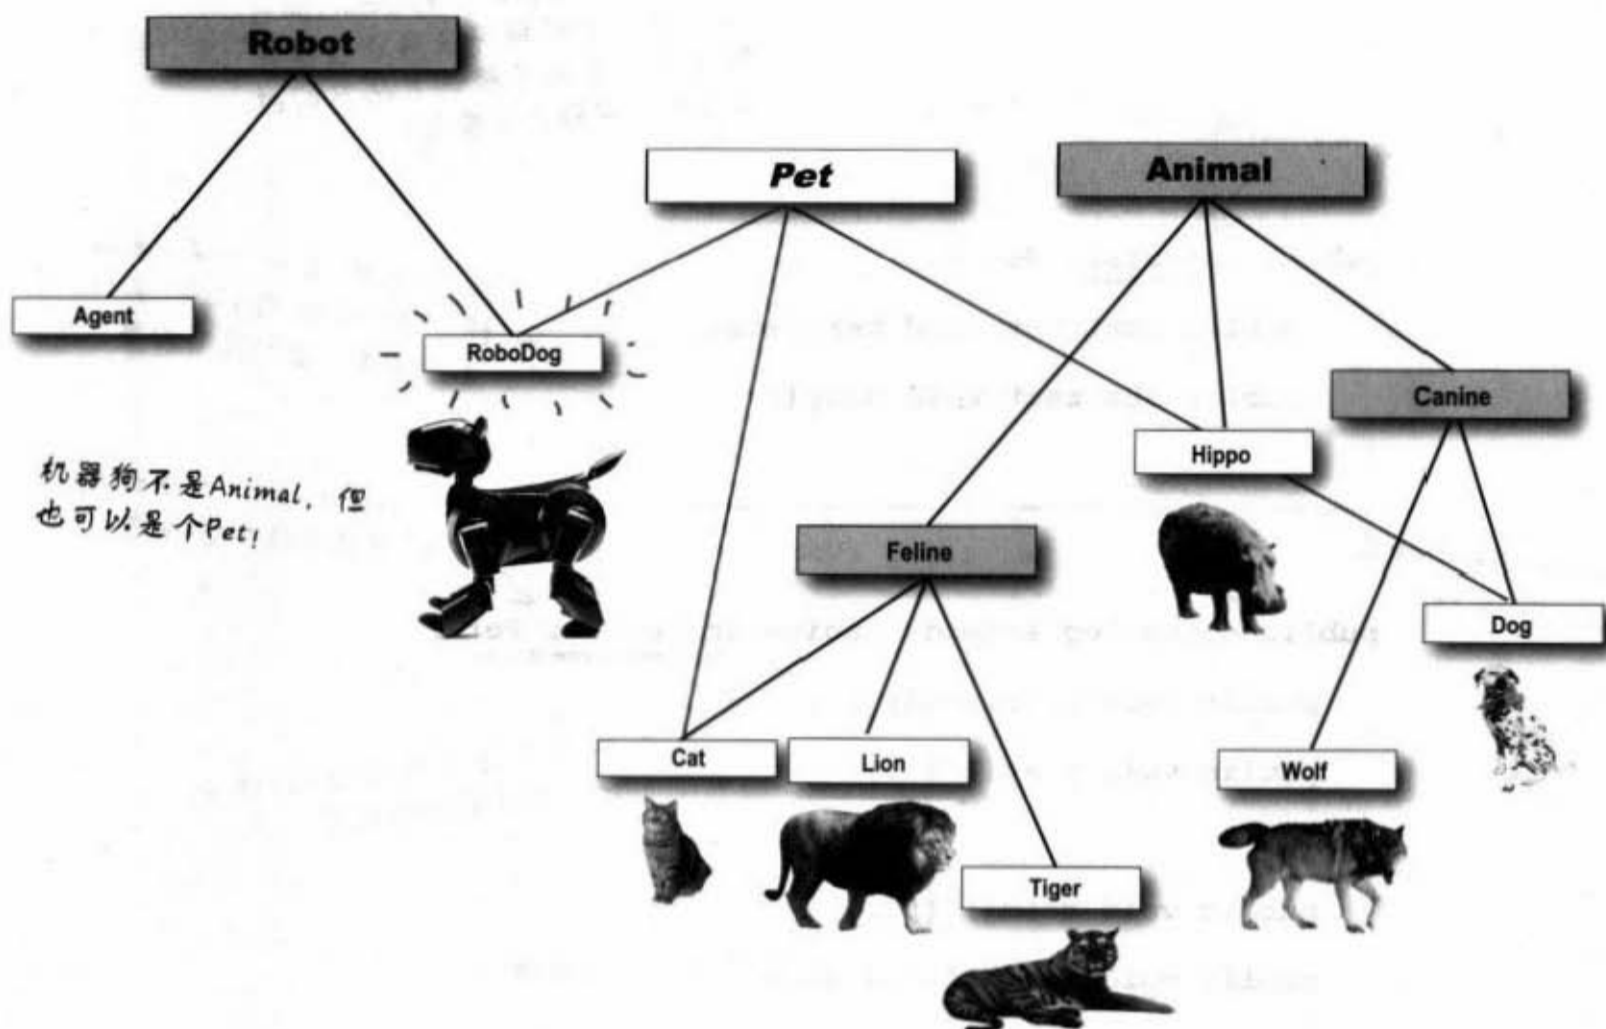 Robot
Pet
Animal
Agent
RoboDog
Canine
Hippo
机器狗不是Animal，但
也可以是个Pet！
Feline
Dog
Cat
Lion
Wolf
Tiger